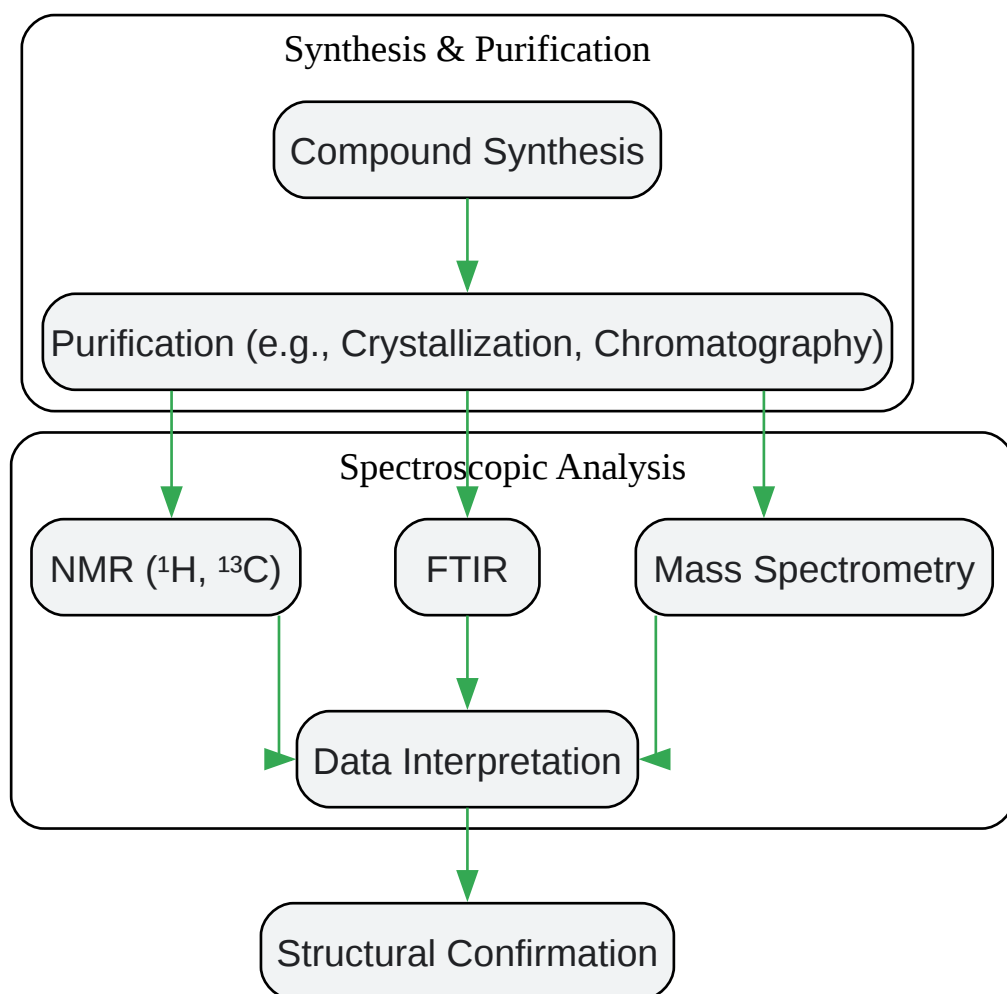 Synthesis & Purification
Compound Synthesis
Purification (e.g., Crystallization, Chromatography)
Spectroscopic Analysis
NMR (¹H, ¹³C)
FTIR
Mass Spectrometry
Data Interpretation
Structural Confirmation